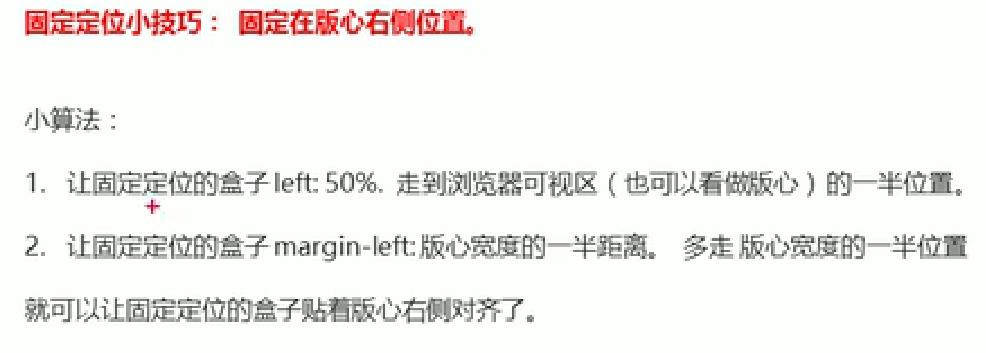 固定定位小技巧： 固定在版心右侧位置。
小算法：
1. 让固定定位的盒子 left: 50%. 走到浏览器可视区（也可以看做版心）的一半位置。
2. 让固定定位的盒子 margin-left: 版心宽度的一半距离。 多走 版心宽度的一半位置
就可以让固定定位的盒子贴着版心右侧对齐了。